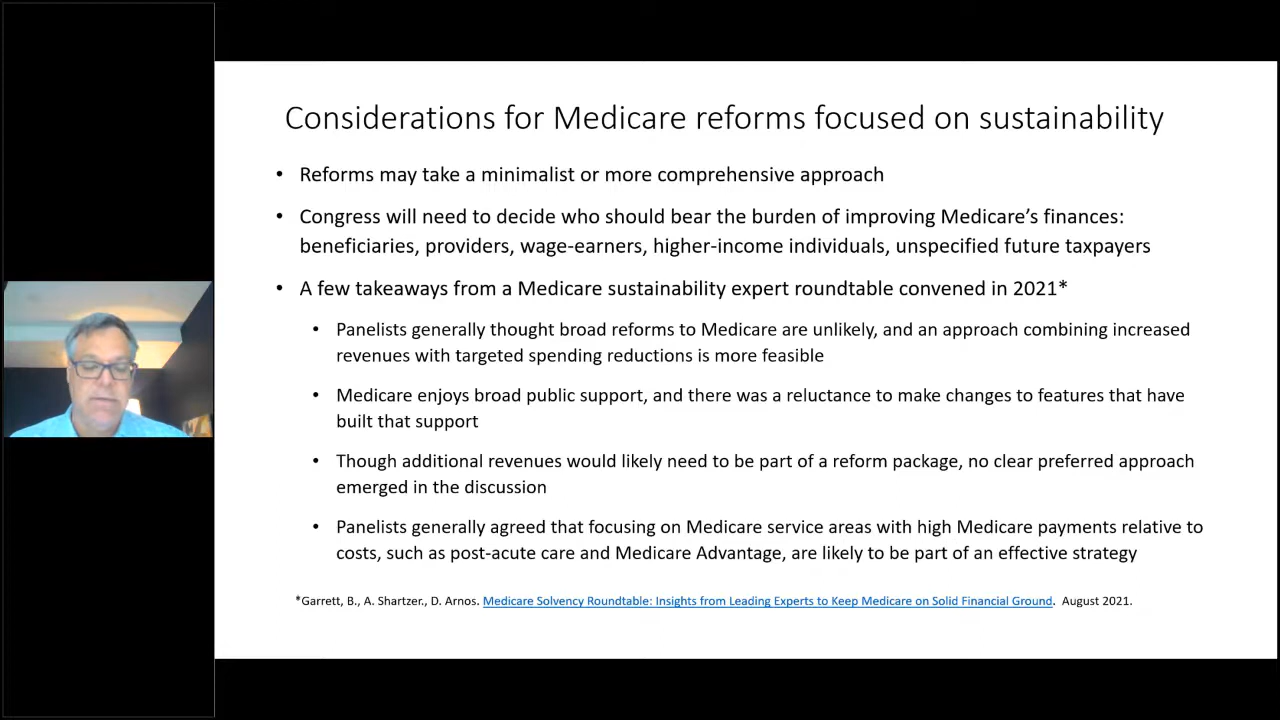 Considerations for Medicare reforms focused on sustainability
• Reforms may take a minimalist or more comprehensive approach
• Congress will need to decide who should bear the burden of improving Medicare’s finances:
beneficiaries, providers, wage-earners, higher-income individuals, unspecified future taxpayers
• A few takeaways from a Medicare sustainability expert roundtable convened in 2021*
• Panelists generally thought broad reforms to Medicare are unlikely, and an approach combining increased
revenues with targeted spending reductions is more feasible
• Medicare enjoys broad public support, and there was a reluctance to make changes to features that have
built that support
• Though additional revenues would likely need to be part of a reform package, no clear preferred approach
emerged in the discussion
• Panelists generally agreed that focusing on Medicare service areas with high Medicare payments relative to
costs, such as post-acute care and Medicare Advantage, are likely to be part of an effective strategy
*Garrett, B., A. Shartzer., D. Arnos. Medicare Solvency Roundtable: Insights from Leading Experts to Keep Medicare on Solid Financial Ground. August 2021.